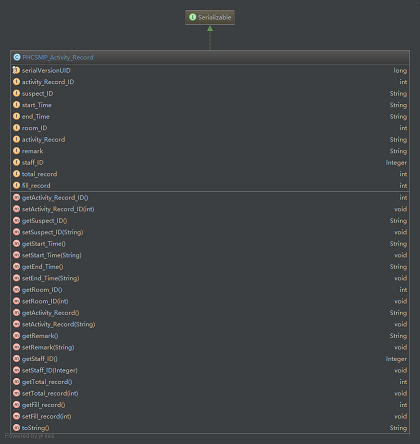 Serializable
PHCSMP_Activity_Record
serialVersionUID long
activity_Record_ID int
suspect_ID String
start_Time String
end_Time String
room_ID int
activity_Record String
remark String
staff_ID Integer
total_record int
fill_record int
getActivity_Record_ID() int
setActivity_Record_ID(int) void
getSuspect_ID() String
setSuspect_ID(String) void
getStart_Time() String
setStart_Time(String) void
getEnd_Time() String
setEnd_Time(String) void
getRoom_ID() int
setRoom_ID(int) void
getActivity_Record() String
setActivity_Record(String) void
getRemark() String
setRemark(String) void
getStaff_ID() Integer
setStaff_ID(Integer) void
getTotal_record() int
setTotal_record(int) void
getFill_record() int
setFill_record(int) void
toString() String
Powered by yFiles